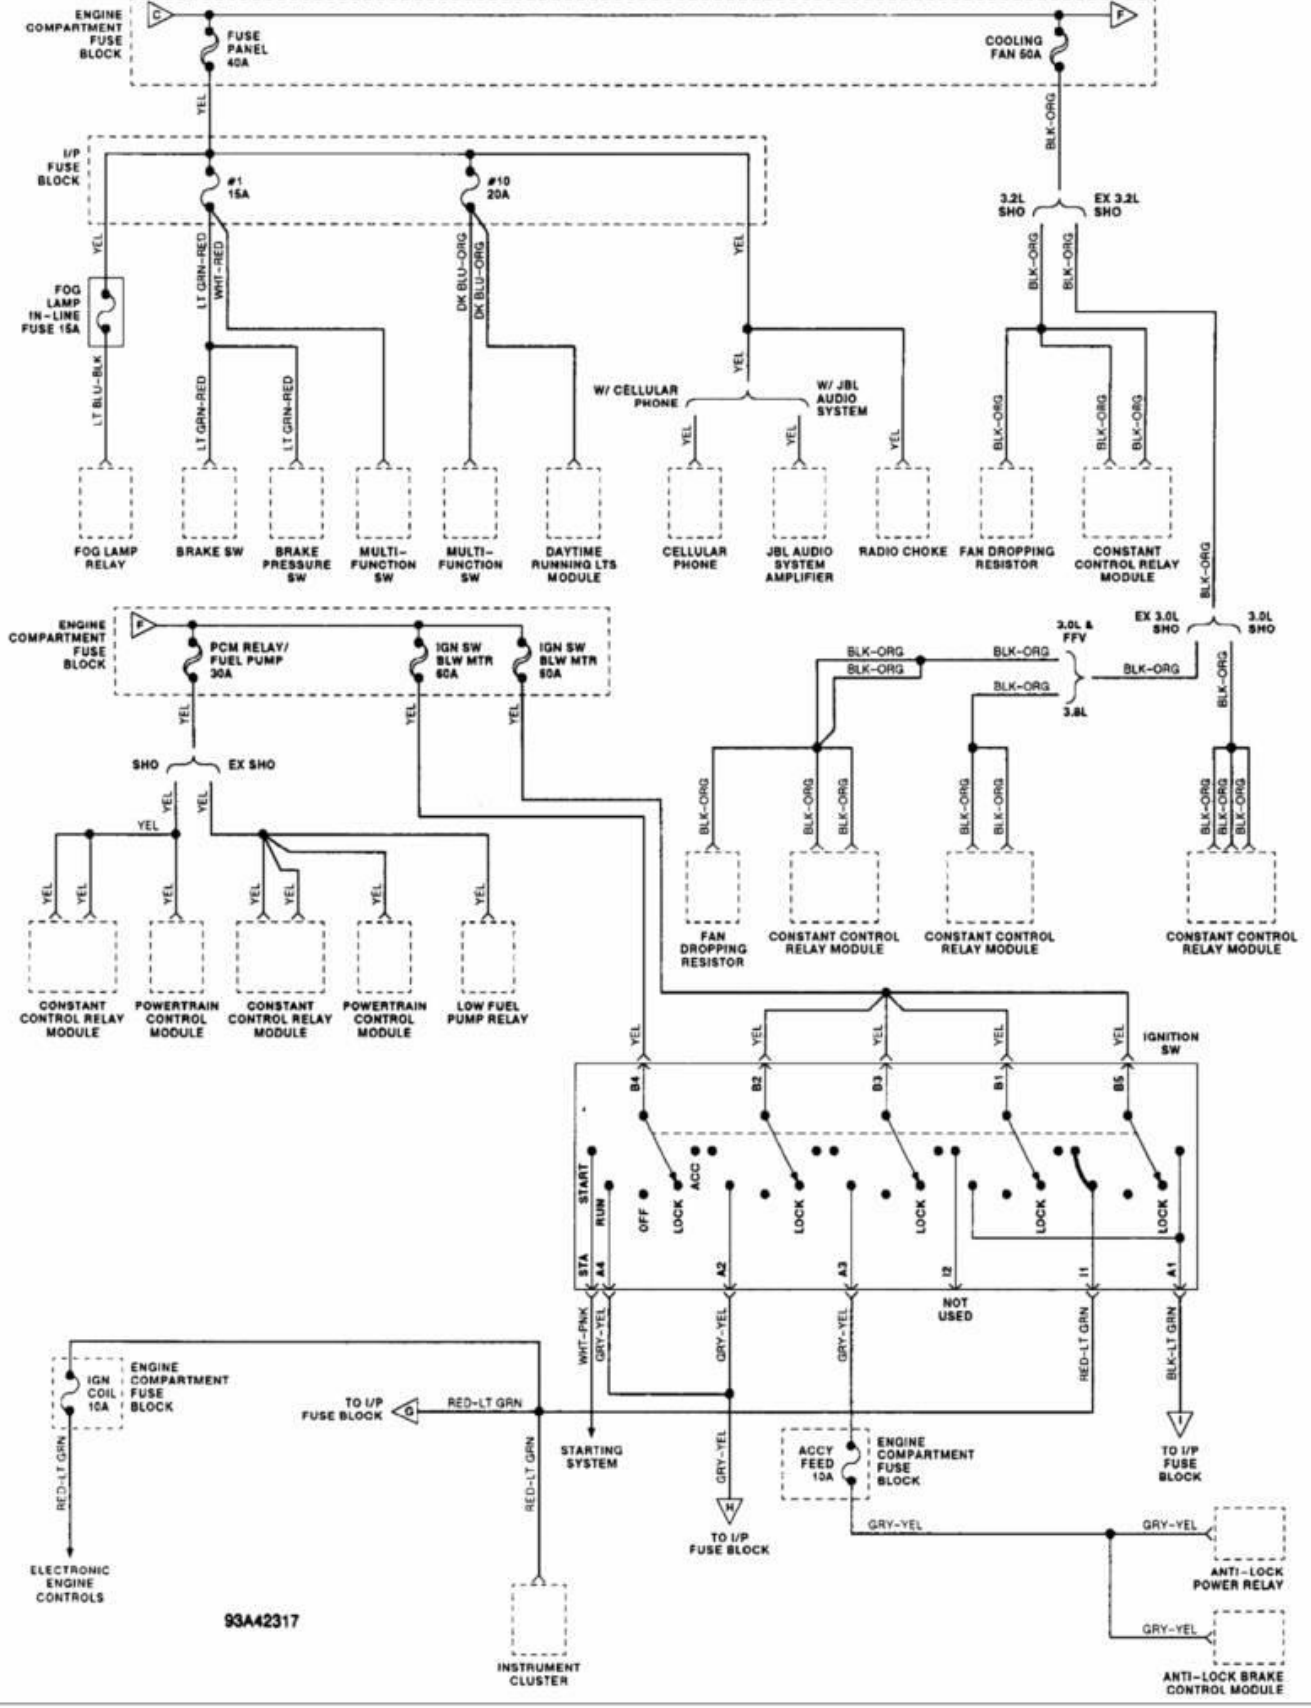 C
ENGINE
COMPARTMENT
FUSE
BLOCK
FUSE
PANEL
40A
COOLING
FAN 50A
F
YEL
BLK-ORG
I/P
FUSE
BLOCK
#1
15A
#10
20A
3.2L
SHO
EX 3.2L
SHO
YEL
LT GRN-RED
WHT-RED
DK BLU-ORG
DK BLU-ORG
YEL
BLK-ORG
BLK-ORG
FOG
LAMP
IN-LINE
FUSE 15A
LT BLU-BLK
LT GRN-RED
LT GRN-RED
YEL
W/ CELLULAR
PHONE
W/ JBL
AUDIO
SYSTEM
YEL
YEL
YEL
BLK-ORG
BLK-ORG
BLK-ORG
FOG LAMP
RELAY
BRAKE SW
BRAKE
PRESSURE
SW
MULTI-
FUNCTION
SW
MULTI-
FUNCTION
SW
DAYTIME
RUNNING LTS
MODULE
CELLULAR
PHONE
JBL AUDIO
SYSTEM
AMPLIFIER
RADIO CHOKE
FAN DROPPING
RESISTOR
CONSTANT
CONTROL RELAY
MODULE
BLK-ORG
ENGINE
COMPARTMENT
FUSE
BLOCK
F
PCM RELAY/
FUEL PUMP
30A
IGN SW
BLW MTR
60A
IGN SW
BLW MTR
60A
3.0L &
FFV
EX 3.0L
SHO
3.0L
SHO
BLK-ORG
BLK-ORG
BLK-ORG
BLK-ORG
BLK-ORG
BLK-ORG
3.8L
YEL
YEL
YEL
SHO
EX SHO
YEL
YEL
YEL
BLK-ORG
BLK-ORG
BLK-ORG
BLK-ORG
BLK-ORG
BLK-ORG
BLK-ORG
BLK-ORG
YEL
YEL
YEL
YEL
YEL
YEL
YEL
FAN
DROPPING
RESISTOR
CONSTANT CONTROL
RELAY MODULE
CONSTANT CONTROL
RELAY MODULE
CONSTANT CONTROL
RELAY MODULE
CONSTANT
CONTROL RELAY
MODULE
POWERTRAIN
CONTROL
MODULE
CONSTANT
CONTROL RELAY
MODULE
POWERTRAIN
CONTROL
MODULE
LOW FUEL
PUMP RELAY
YEL
YEL
YEL
YEL
YEL
IGNITION
SW
B4
B2
B3
B1
B5
START
RUN
OFF
LOCK
ACC
LOCK
LOCK
LOCK
LOCK
STA
A4
A2
A3
I2
I1
A1
NOT
USED
WHT-PNK
GRY-YEL
GRY-YEL
GRY-YEL
RED-LT GRN
BLK-LT GRN
IGN
COIL
10A
ENGINE
COMPARTMENT
FUSE
BLOCK
TO I/P
FUSE BLOCK
G
RED-LT GRN
STARTING
SYSTEM
GRY-YEL
ACCY
FEED
10A
ENGINE
COMPARTMENT
FUSE
BLOCK
I
TO I/P
FUSE
BLOCK
RED-LT GRN
RED-LT GRN
H
TO I/P
FUSE BLOCK
GRY-YEL
GRY-YEL
ELECTRONIC
ENGINE
CONTROLS
ANTI-LOCK
POWER RELAY
93A42317
GRY-YEL
INSTRUMENT
CLUSTER
ANTI-LOCK BRAKE
CONTROL MODULE